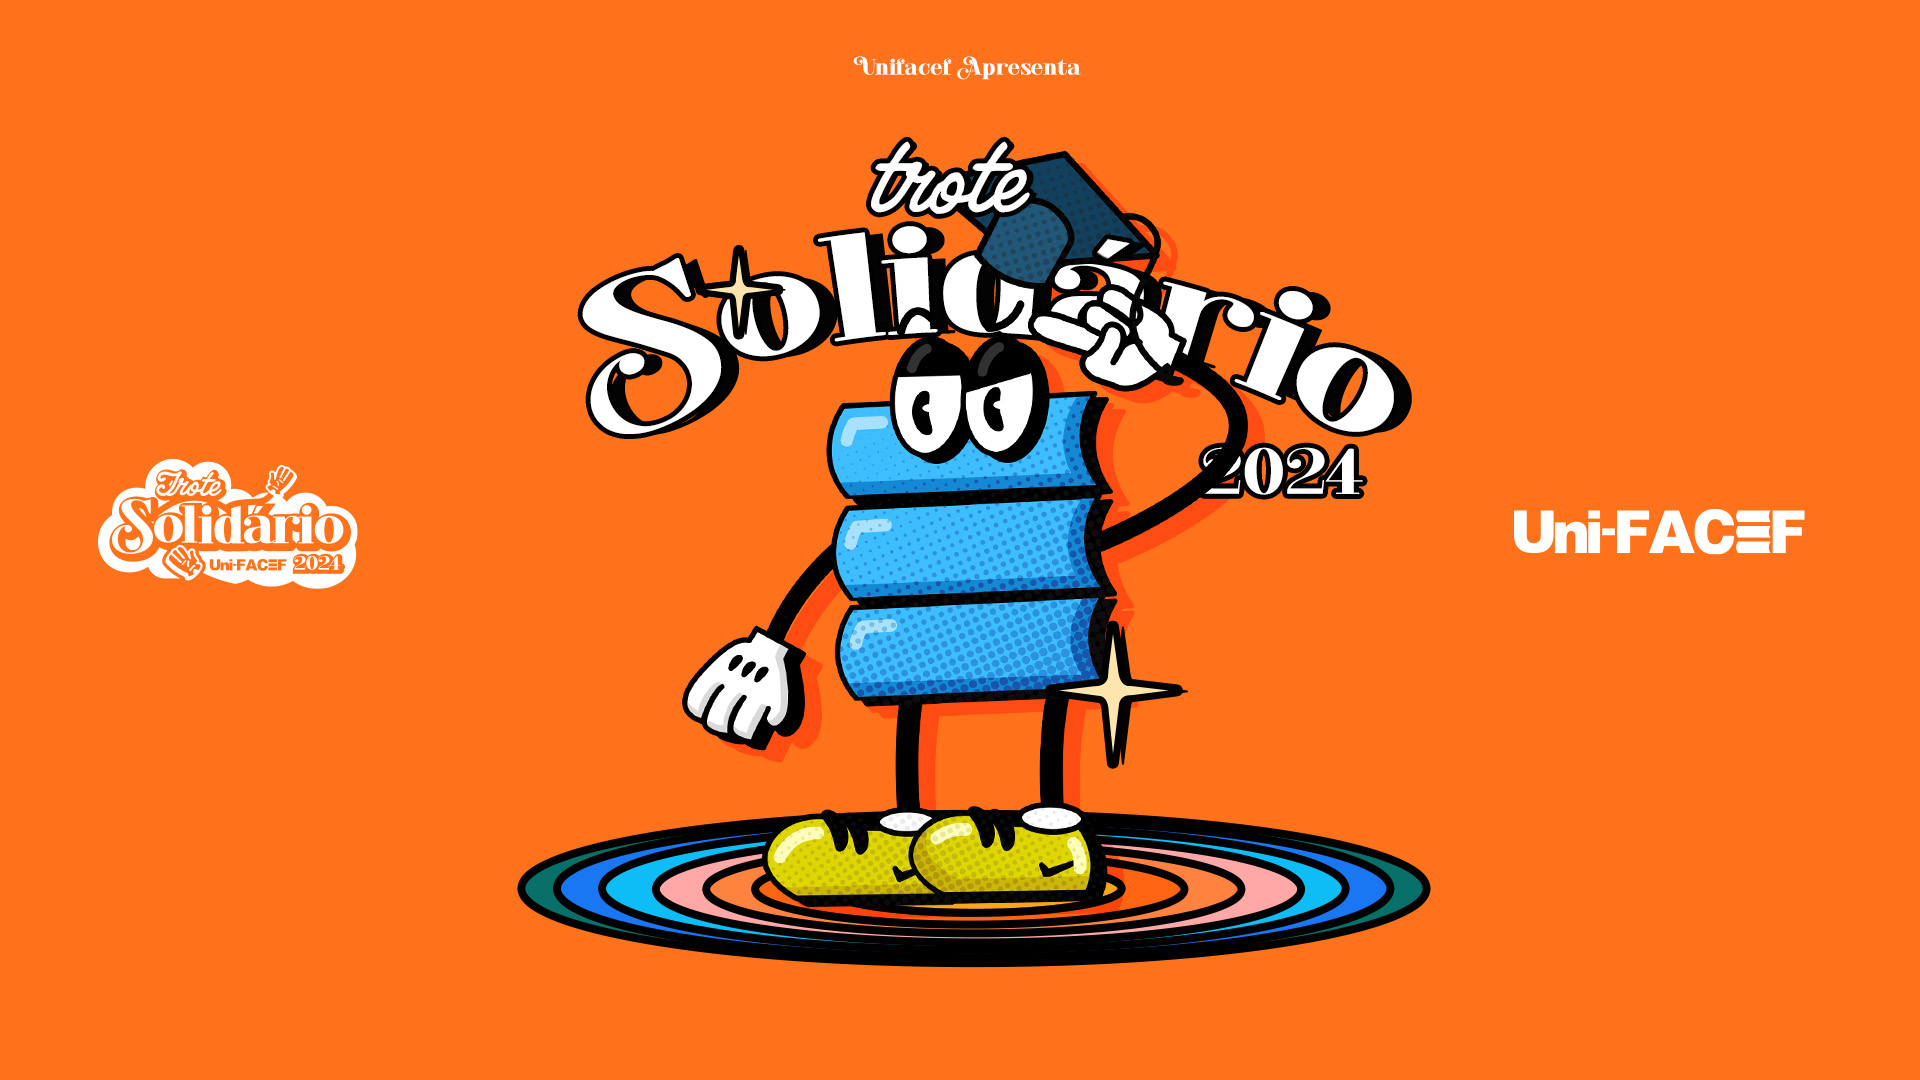 Unifacef Apresenta
trote
Solidário
2024
Trote
Solidário
Uni-FACEF 2024
Uni-FACEF